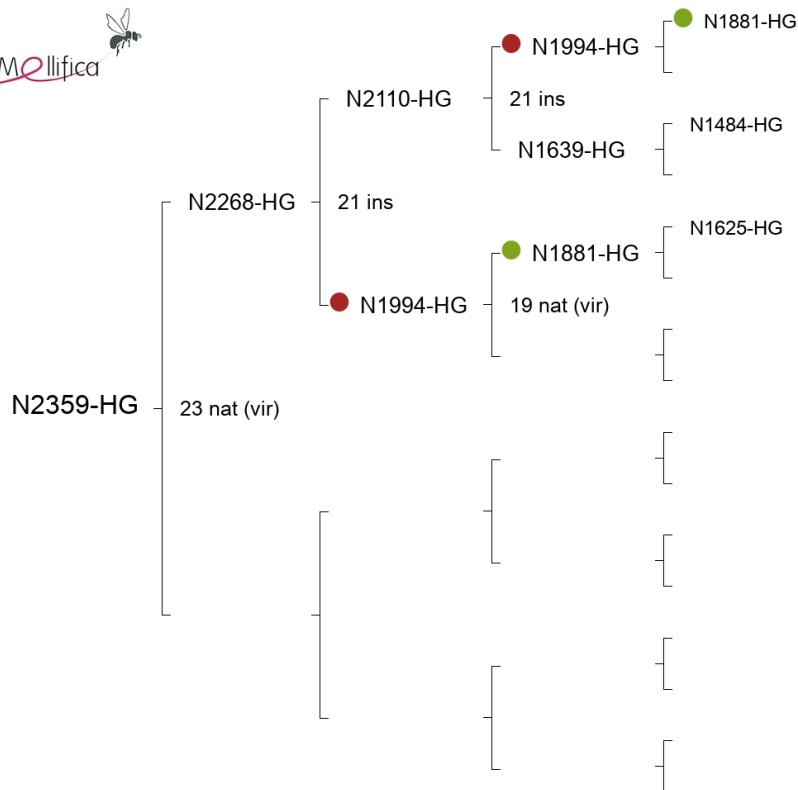 Mellifica
N1881-HG
N1994-HG
N2110-HG
21 ins
N1484-HG
N1639-HG
N2268-HG
21 ins
N1625-HG
N1881-HG
N1994-HG
19 nat (vir)
N2359-HG
23 nat (vir)